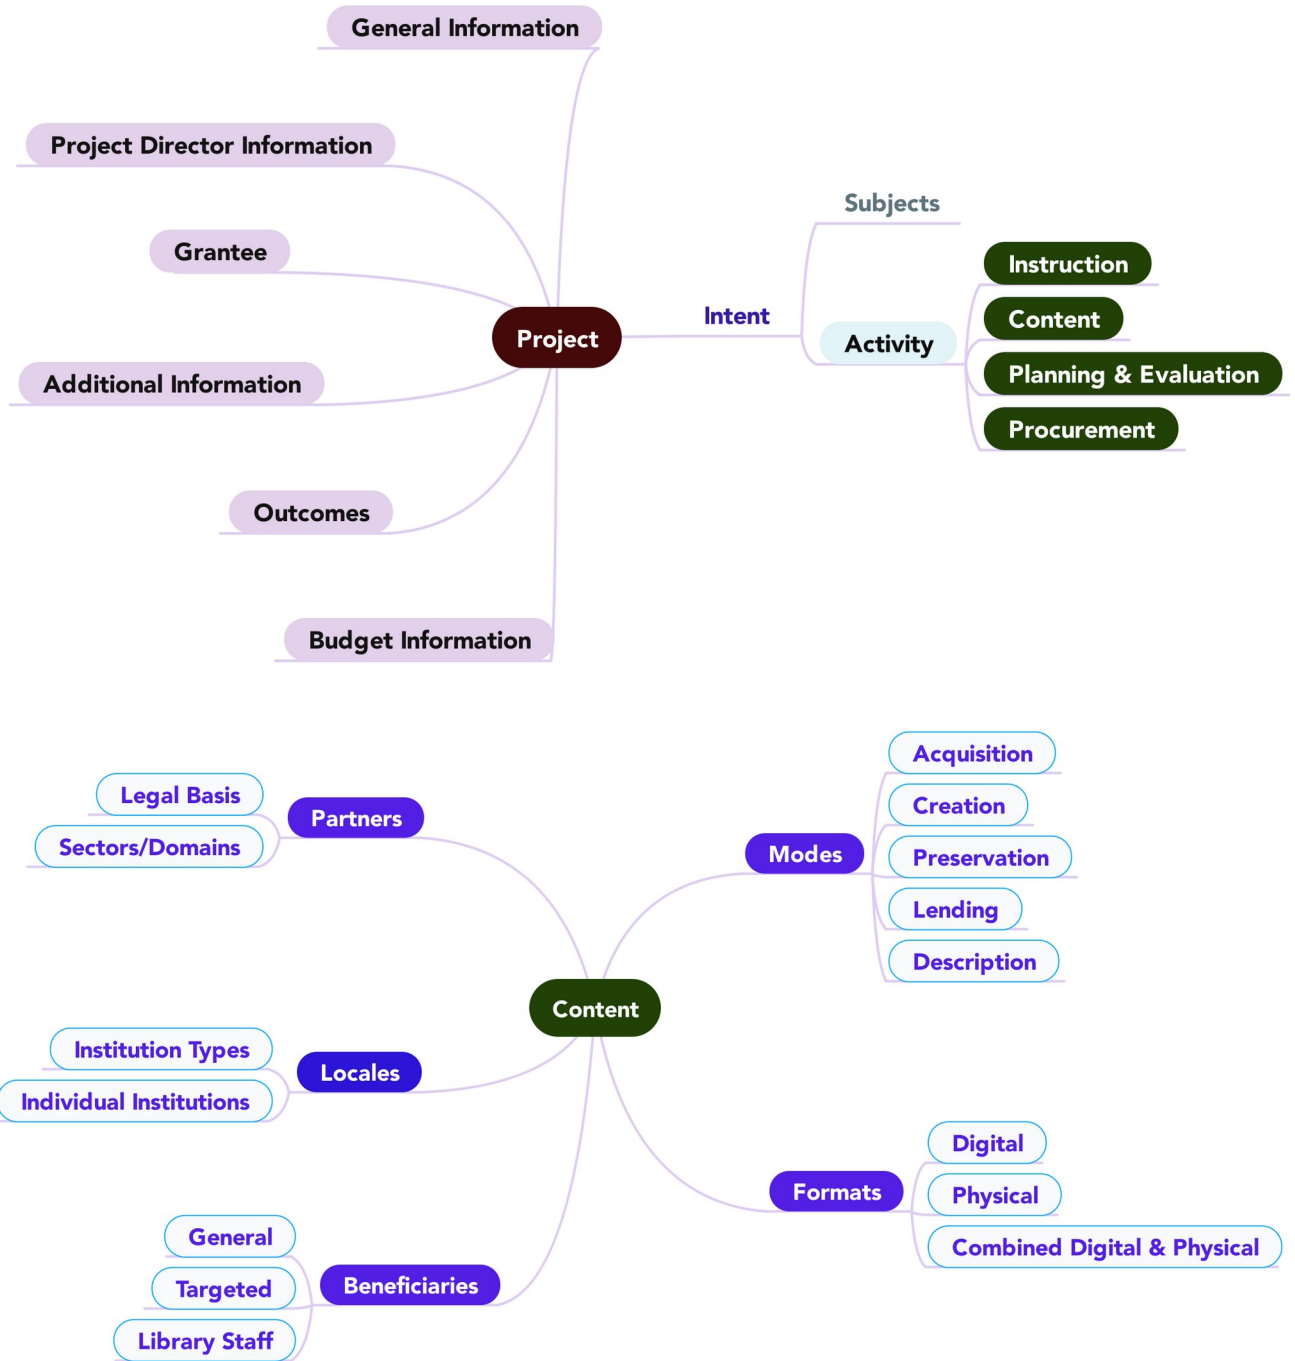 General Information
Project Director Information
Grantee
Additional Information
Outcomes
Budget Information
Project
Intent
Subjects
Activity
Instruction
Content
Planning & Evaluation
Procurement
Legal Basis
Sectors/Domains
Partners
Institution Types
Individual Institutions
Locales
General
Targeted
Library Staff
Beneficiaries
Content
Modes
Acquisition
Creation
Preservation
Lending
Description
Formats
Digital
Physical
Combined Digital & Physical